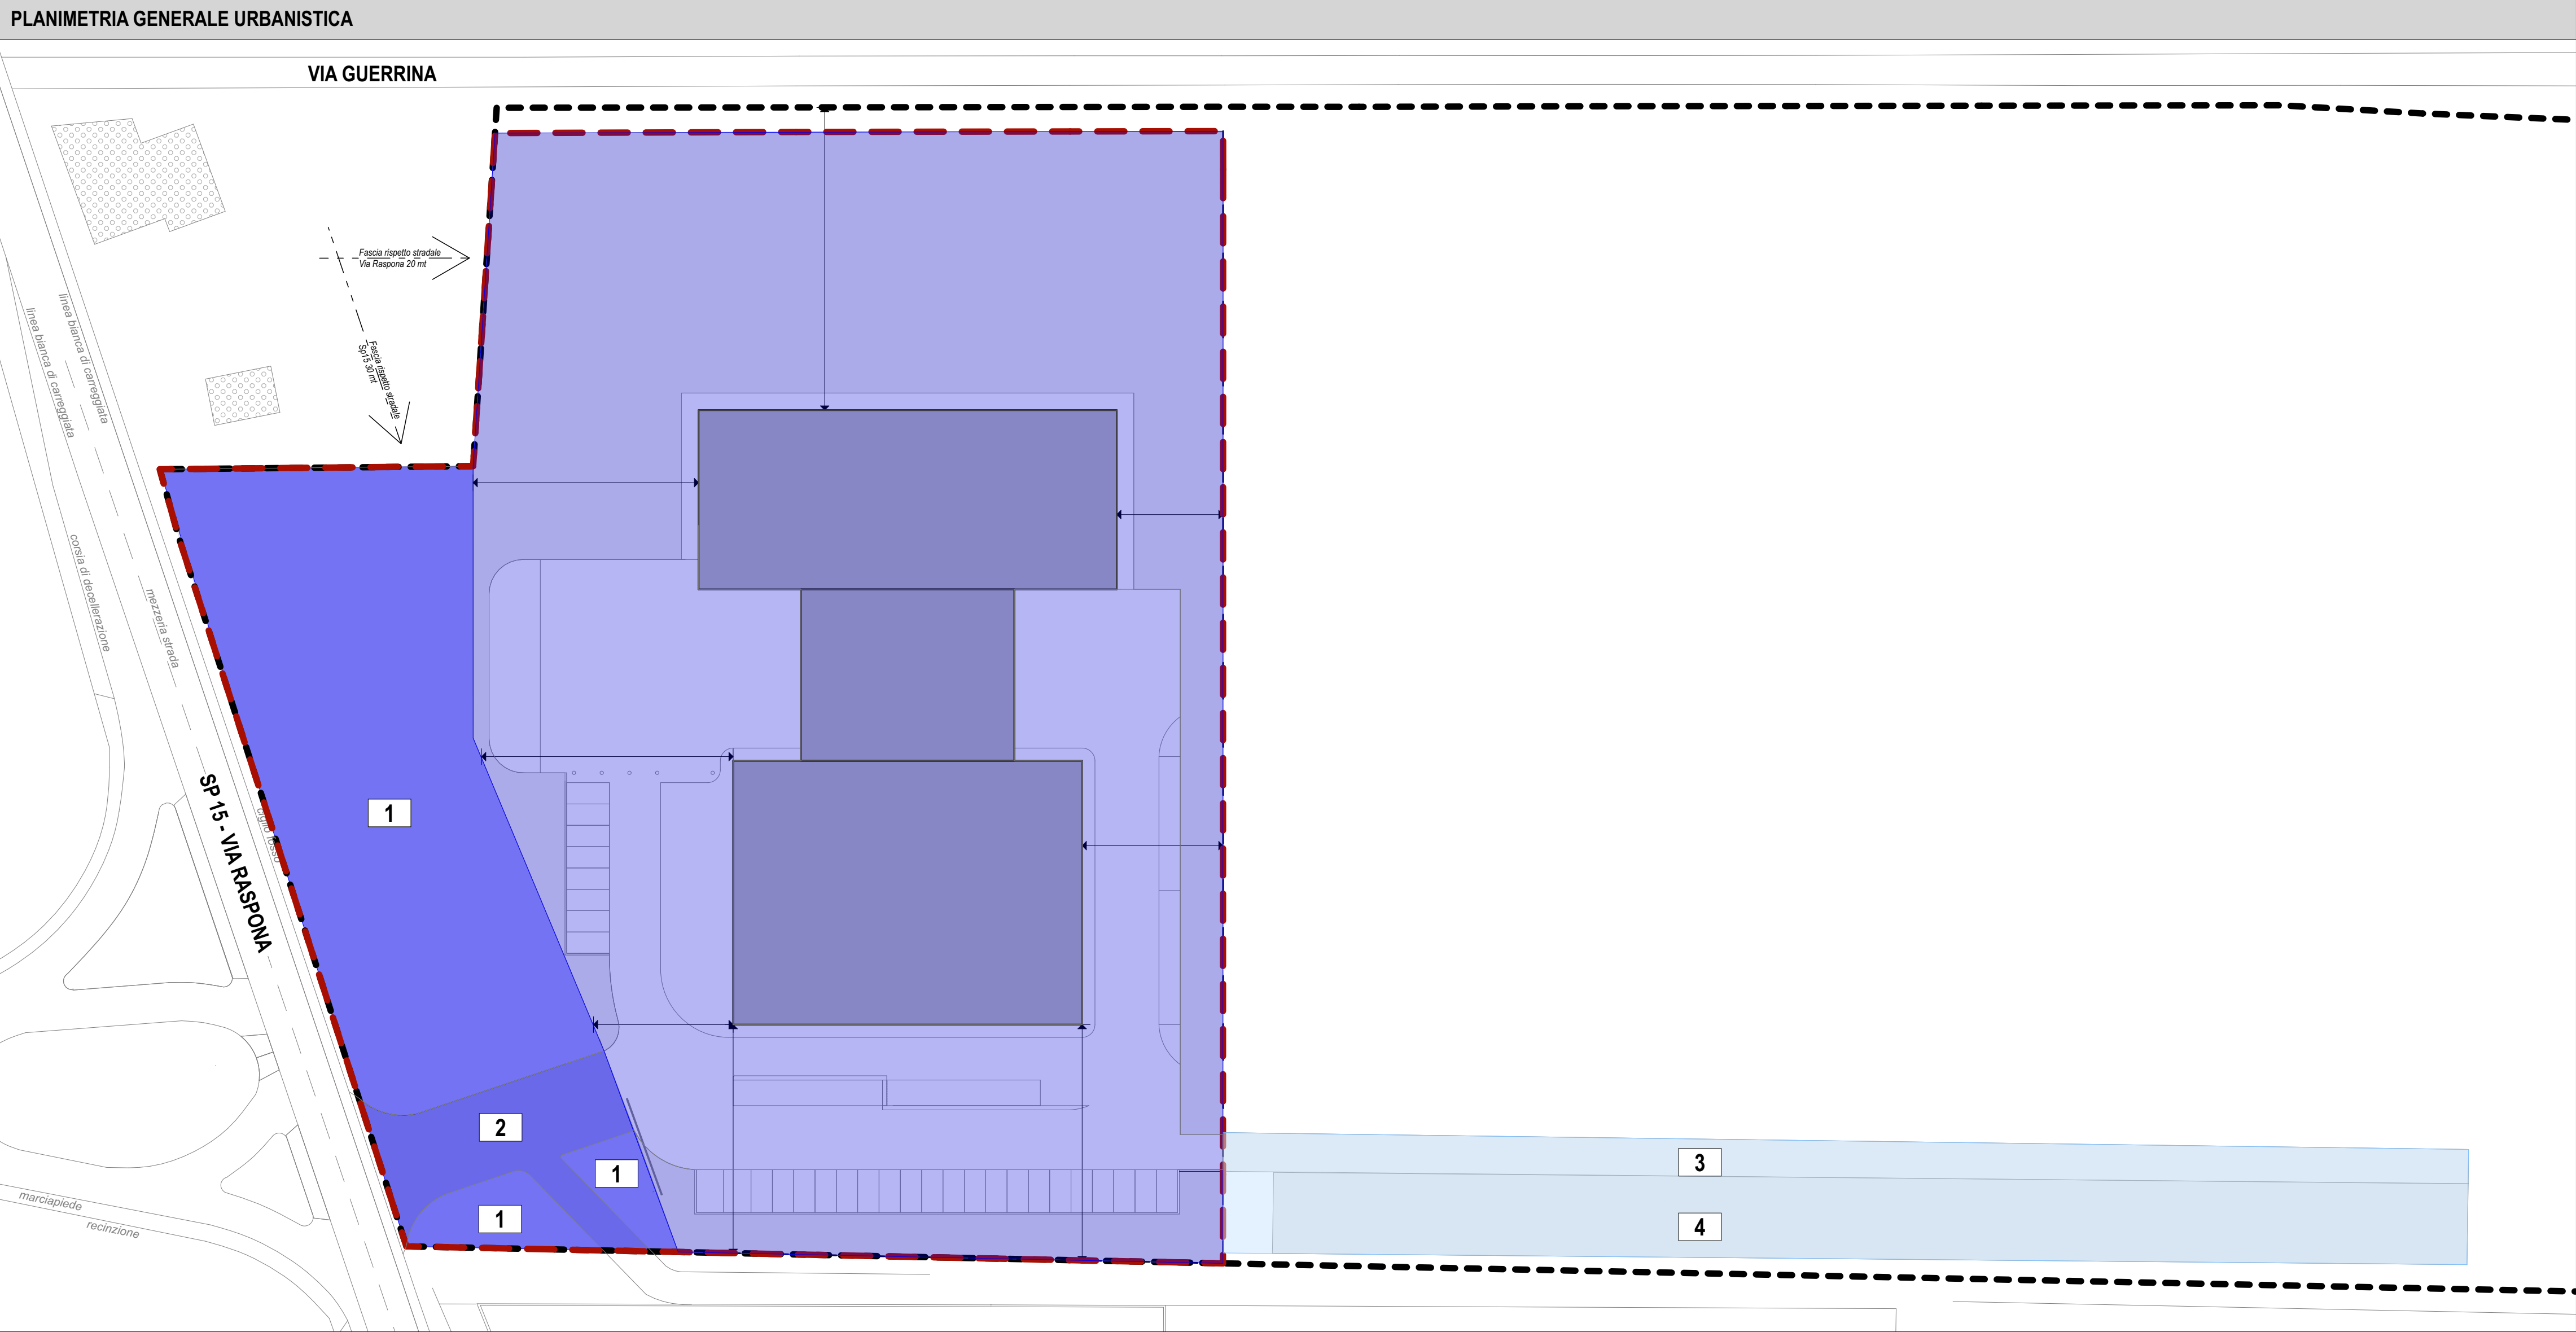 PLANIMETRIA GENERALE URBANISTICA
VIA GUERRINA
Fascia rispetto stradale
Via Raspona 20 mt
linea bianca di carreggiata
linea bianca di carreggiata
Fascia rispetto stradale
Sp15 30 mt
corsia di decellerazione
mezzeria strada
SP 15 - VIA RASPONA
ciglio fosso
1
2
1
1
3
4
marciapiede
recinzione